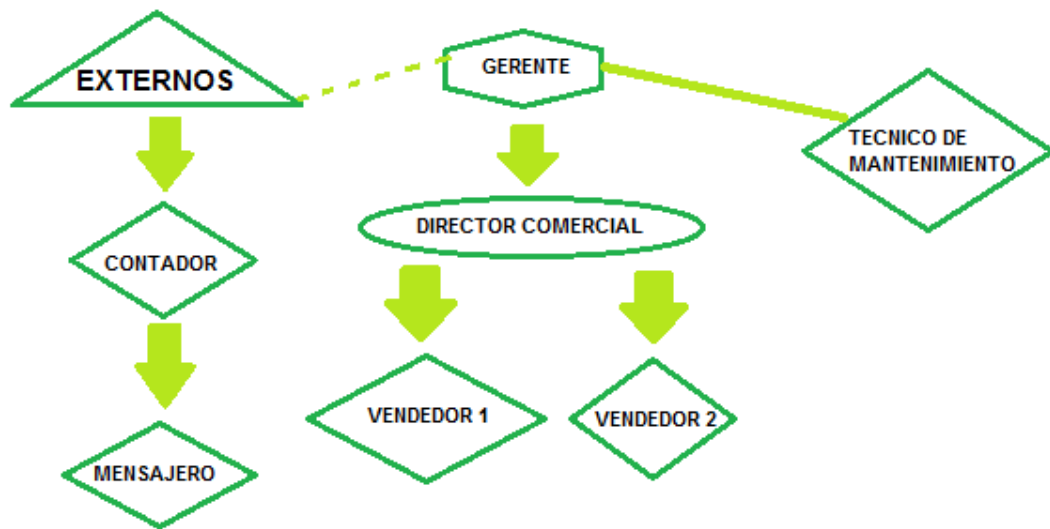 EXTERNOS
GERENTE
TECNICO DE
MANTENIMIENTO
DIRECTOR COMERCIAL
CONTADOR
VENDEDOR 1
VENDEDOR 2
MENSAJERO